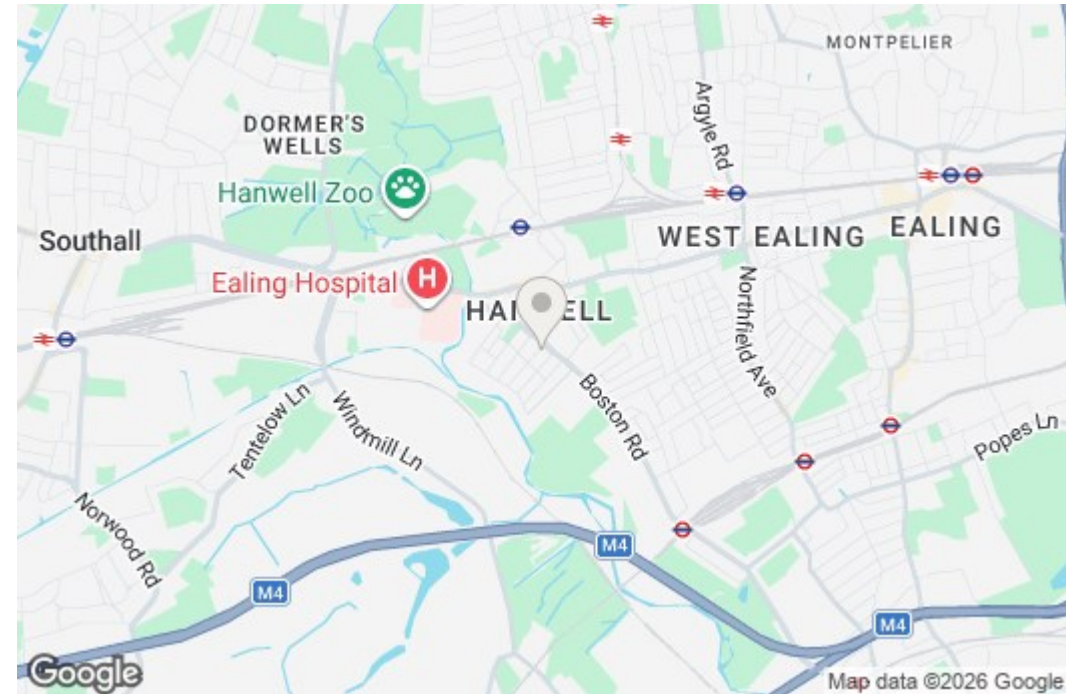 MONTPELIER
Argyle Rd
DORMER'S
WELLS
Hanwell Zoo
Southall
WEST EALING
EALING
Ealing Hospital
H
HANWELL
Northfield Ave
Boston Rd
Tentelow Ln
Windmill Ln
Popes Ln
Norwood Rd
M4
M4
M4
Google
Map data ©2026 Google